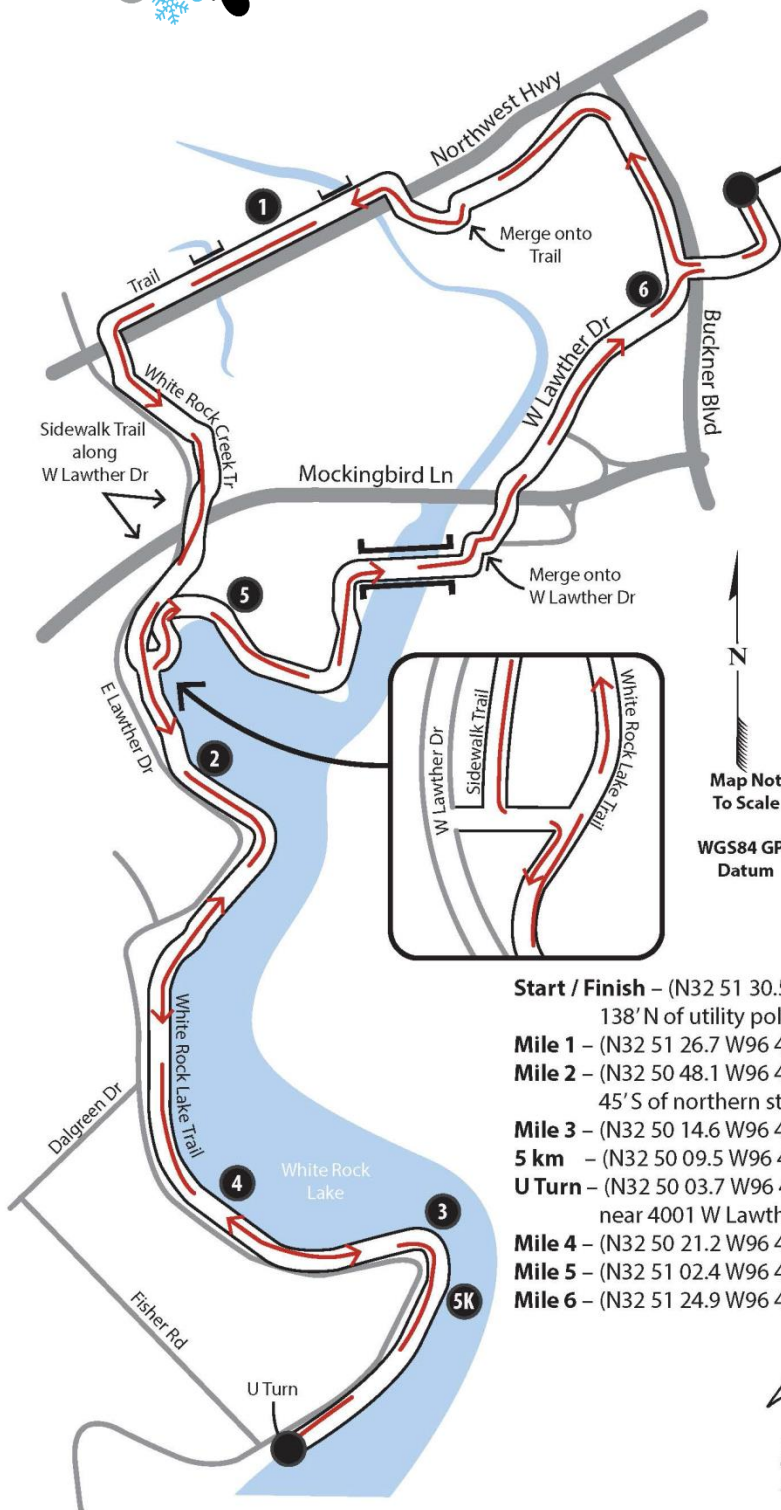 Northwest Hwy
1
Merge onto
Trail
Trail
6
Buckner Blvd
W Lawther Dr
White Rock Creek Tr
Sidewalk Trail
along
W Lawther Dr
Mockingbird Ln
Merge onto
W Lawther Dr
5
N
E Lawther Dr
2
W Lawther Dr
Sidewalk Trail
White Rock Lake Trail
Map Not
To Scale
WGS84 GP
Datum
White Rock Lake Trail
Dalgreen Dr
White Rock
Lake
4
3
5K
Fisher Rd
U Turn
Start / Finish – (N32 51 30.5
138' N of utility pol
Mile 1 – (N32 51 26.7 W96 4
Mile 2 – (N32 50 48.1 W96 4
45' S of northern st
Mile 3 – (N32 50 14.6 W96 4
5 km – (N32 50 09.5 W96 4
U Turn – (N32 50 03.7 W96 4
near 4001 W Lawth
Mile 4 – (N32 50 21.2 W96 4
Mile 5 – (N32 51 02.4 W96 4
Mile 6 – (N32 51 24.9 W96 4